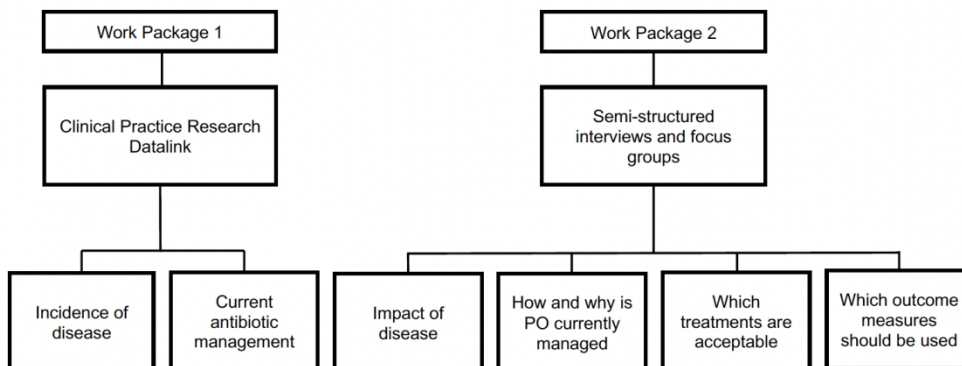 Work Package 1
Work Package 2
Clinical Practice Research
Datalink
Semi-structured
interviews and focus
groups
Incidence of
disease
Current
antibiotic
management
Impact of
disease
How and why is
PO currently
managed
Which
treatments are
acceptable
Which outcome
measures
should be used